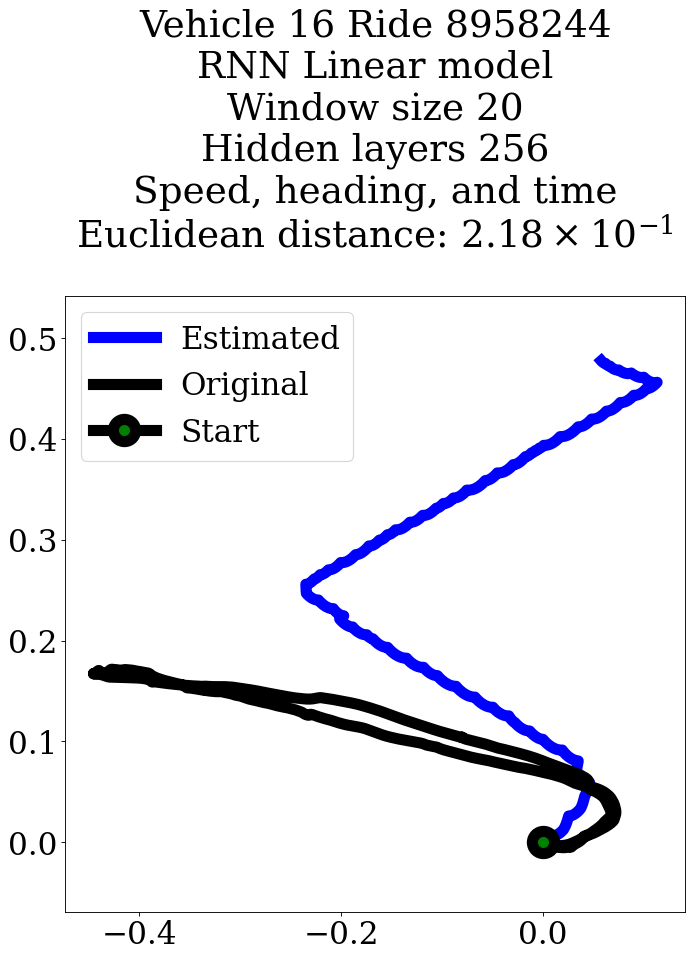 Vehicle 16 Ride 8958244
RNN Linear model
Window size 20
Hidden layers 256
Speed, heading, and time
Euclidean distance: 2.18 × 10⁻¹
Estimated
Original
Start
0.5
0.4
0.3
0.2
0.1
0.0
−0.4 −0.2 0.0